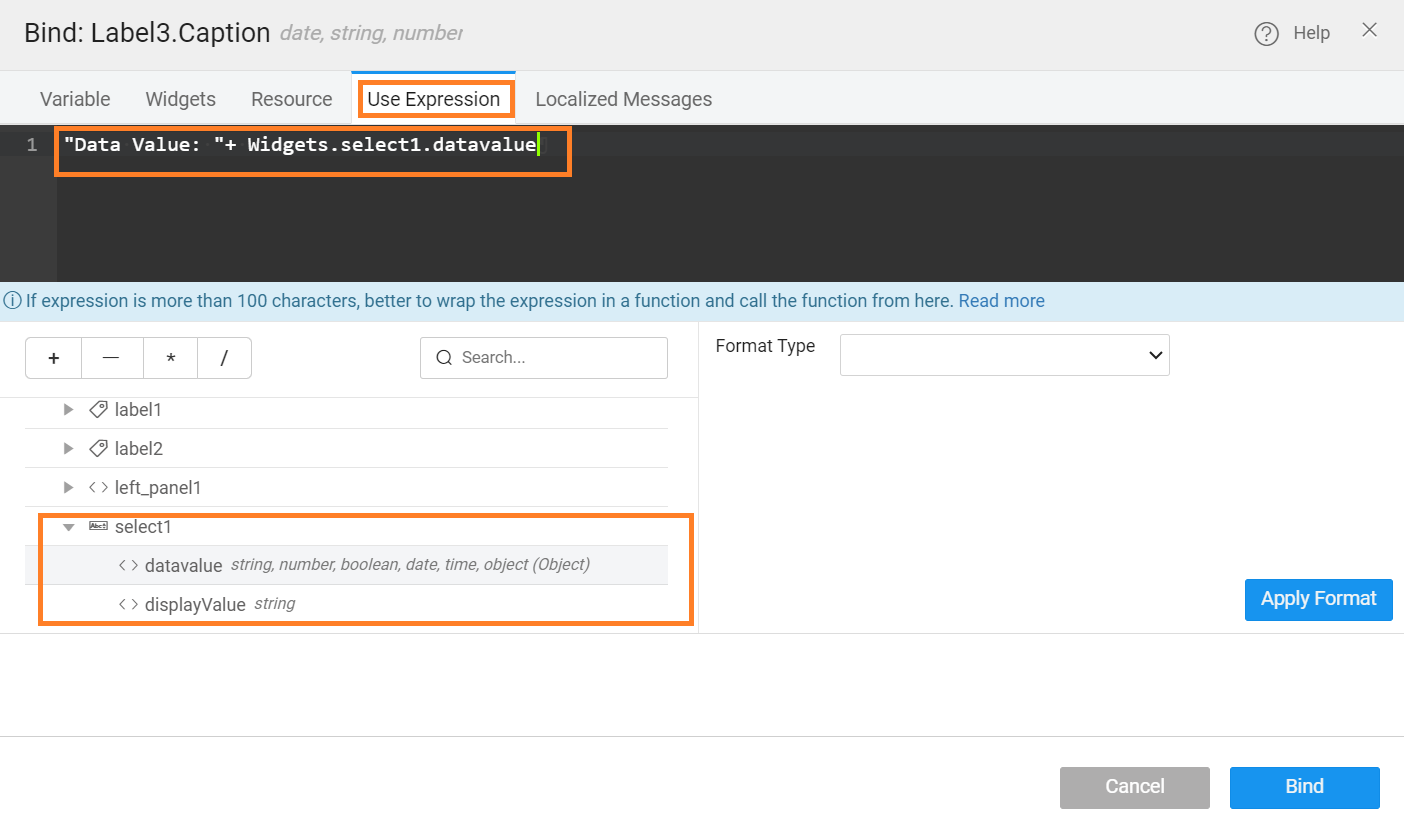 Bind: Label3.Caption date, string, number
Help
Variable Widgets Resource Use Expression Localized Messages
1 "Data Value: "+ Widgets.select1.datavalue
If expression is more than 100 characters, better to wrap the expression in a function and call the function from here. Read more
+ — * / Search...
Format Type
label1
label2
left_panel1
select1
datavalue string, number, boolean, date, time, object (Object)
displayValue string
Apply Format
Cancel Bind